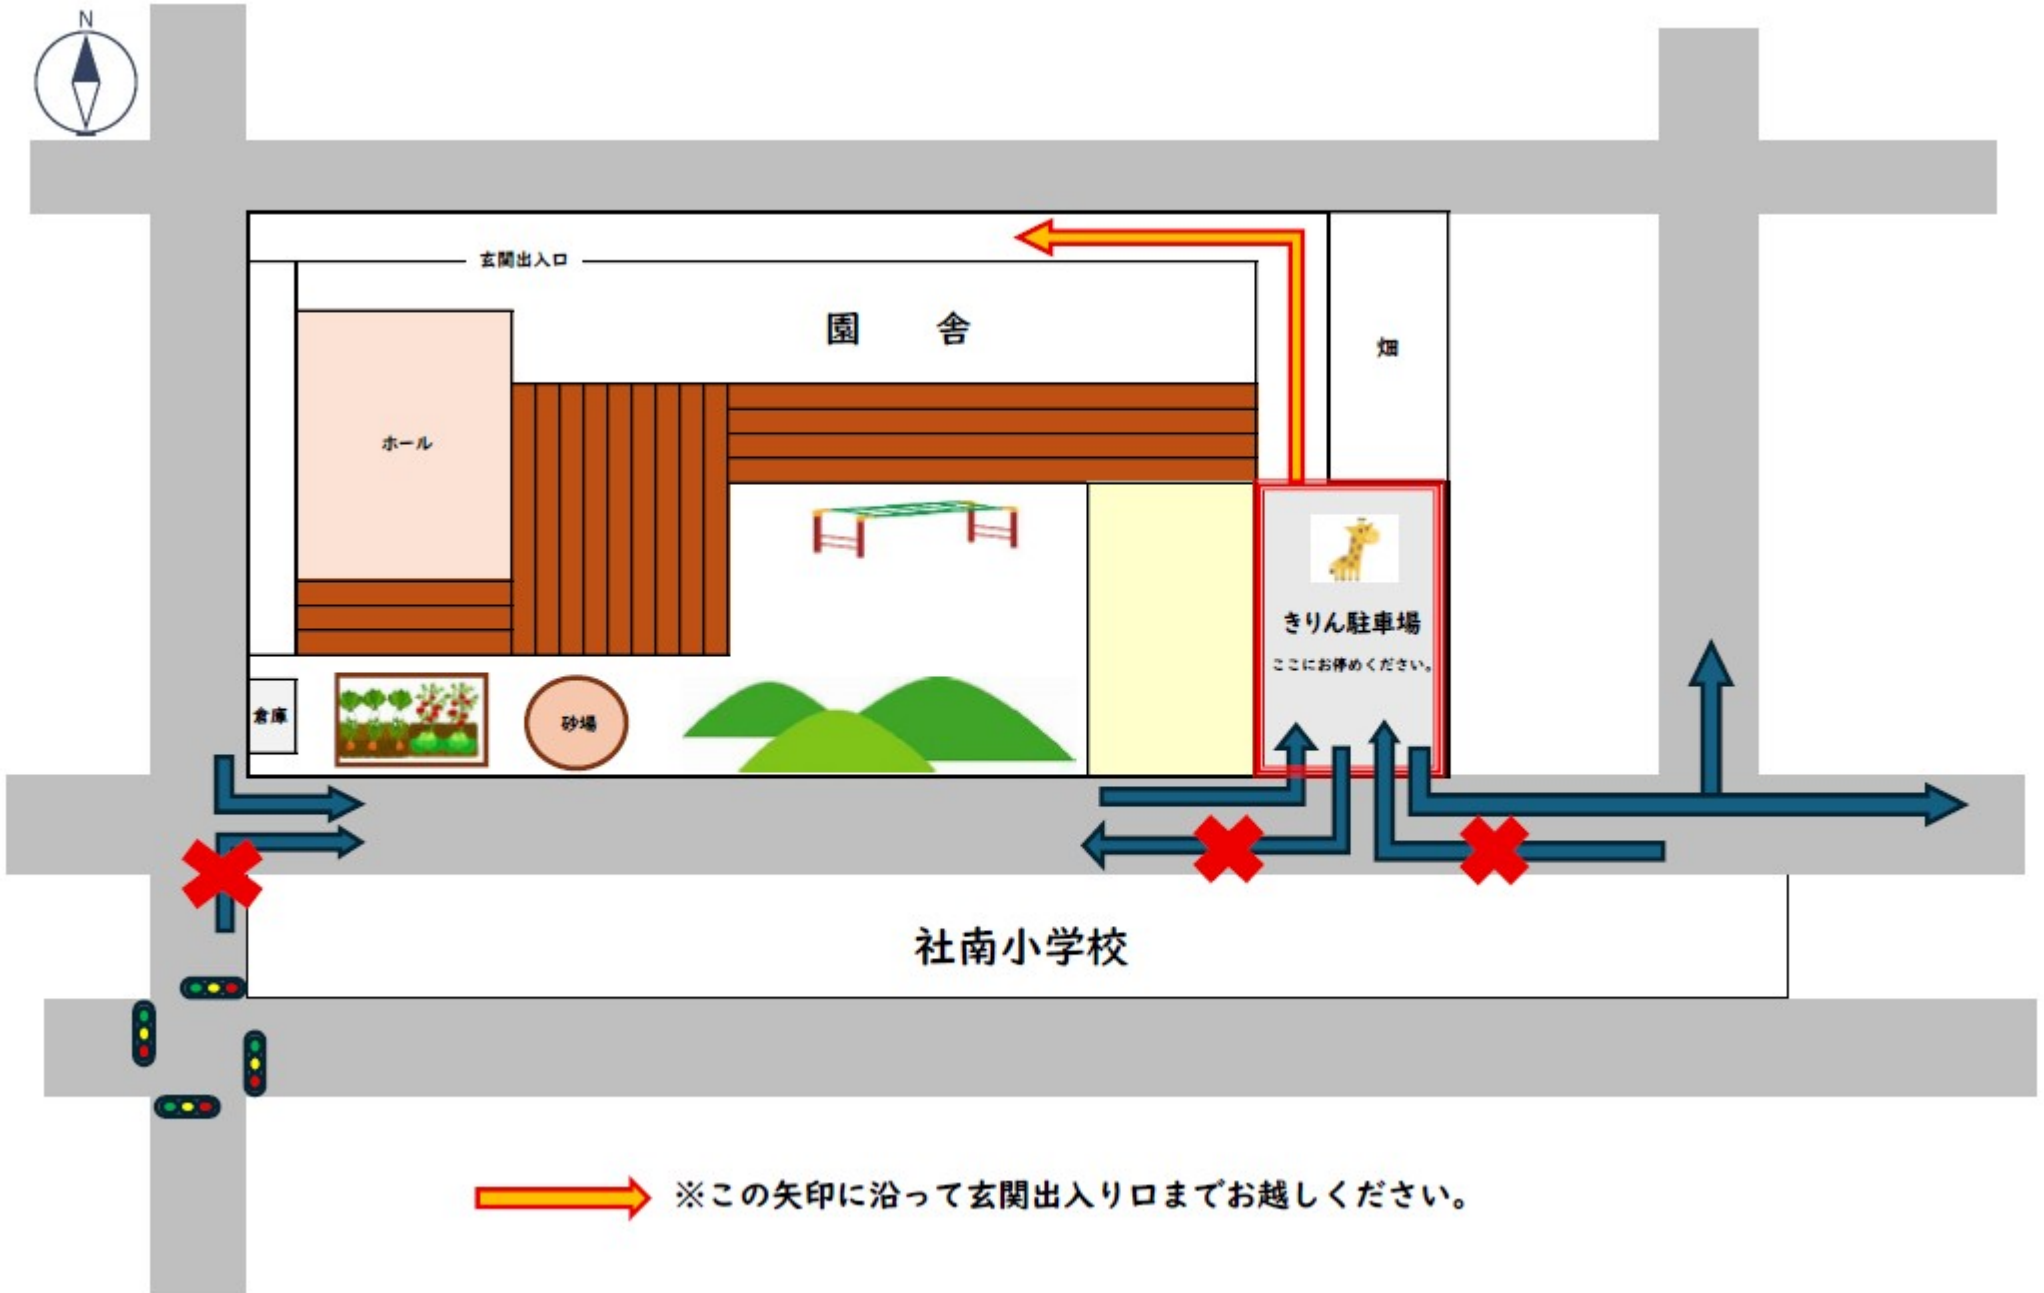 N
玄関出入口
園　舎
畑
ホール
きりん駐車場
ここにお停めください。
倉庫
砂場
社南小学校
※この矢印に沿って玄関出入り口までお越しください。